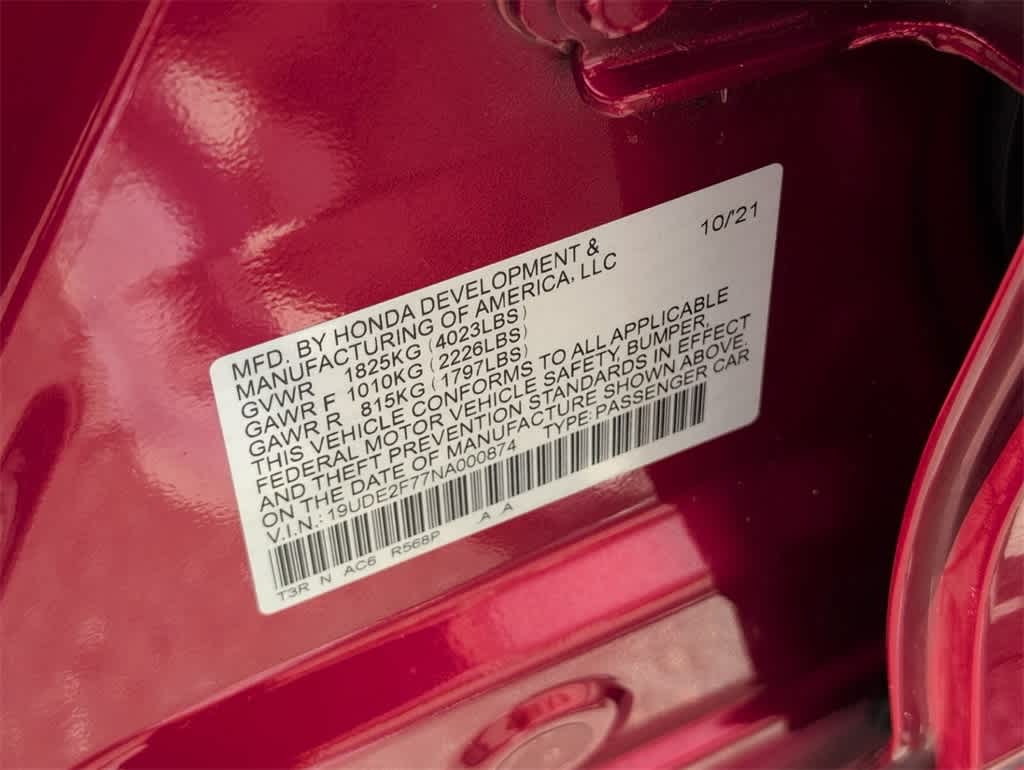 10/'21
MFD. BY HONDA DEVELOPMENT &
MANUFACTURING OF AMERICA, LLC
GVWR 1825KG (4023LBS)
GAWR F 1010KG (2226LBS)
GAWR R 815KG (1797LBS)
THIS VEHICLE CONFORMS TO ALL APPLICABLE
FEDERAL MOTOR VEHICLE SAFETY, BUMPER,
AND THEFT PREVENTION STANDARDS IN EFFECT
ON THE DATE OF MANUFACTURE SHOWN ABOVE.
V.I.N.: 19UDE2F77NA000874 TYPE: PASSENGER CAR
T3R N AC6 R568P A A